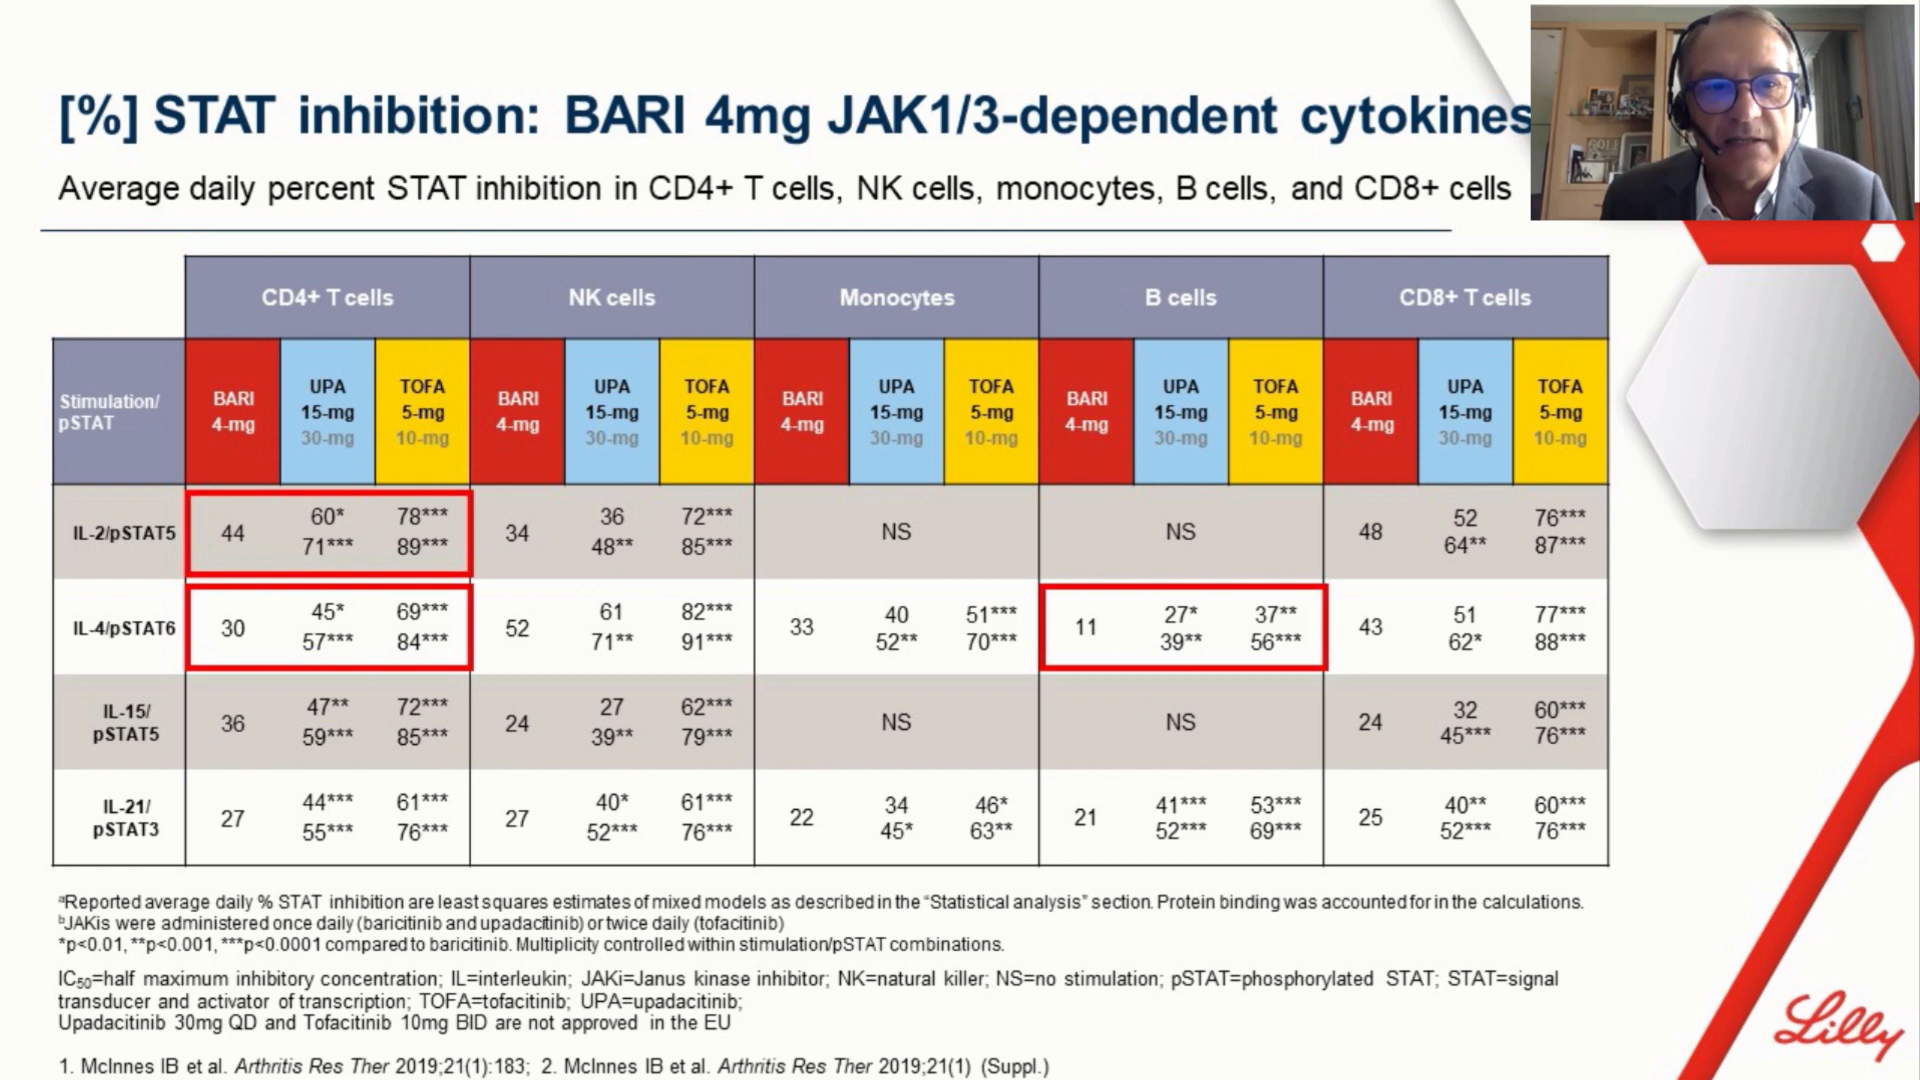 [%] STAT inhibition: BARI 4mg JAK1/3-dependent cytokines
Average daily percent STAT inhibition in CD4+ T cells, NK cells, monocytes, B cells, and CD8+ cells
CD4+ T cells NK cells Monocytes B cells CD8+ T cells
Stimulation/
pSTAT
BARI
4-mg
UPA
15-mg
30-mg
TOFA
5-mg
10-mg
BARI
4-mg
UPA
15-mg
30-mg
TOFA
5-mg
10-mg
BARI
4-mg
UPA
15-mg
30-mg
TOFA
5-mg
10-mg
BARI
4-mg
UPA
15-mg
30-mg
TOFA
5-mg
10-mg
BARI
4-mg
UPA
15-mg
30-mg
TOFA
5-mg
10-mg
IL-2/pSTAT5
44
60*
71***
78***
89***
34
36
48**
72***
85***
NS
NS
48
52
64**
76***
87***
IL-4/pSTAT6
30
45*
57***
69***
84***
52
61
71**
82***
91***
33
40
52**
51***
70***
11
27*
39**
37**
56***
43
51
62*
77***
88***
IL-15/
pSTAT5
36
47**
59***
72***
85***
24
27
39**
62***
79***
NS
NS
24
32
45***
60***
76***
IL-21/
pSTAT3
27
44***
55***
61***
76***
27
40*
52***
61***
76***
22
34
45*
46*
63**
21
41***
52***
53***
69***
25
40**
52***
60***
76***
ᵃReported average daily % STAT inhibition are least squares estimates of mixed models as described in the “Statistical analysis” section. Protein binding was accounted for in the calculations.
ᵇJAKis were administered once daily (baricitinib and upadacitinib) or twice daily (tofacitinib)
*p<0.01, **p<0.001, ***p<0.0001 compared to baricitinib. Multiplicity controlled within stimulation/pSTAT combinations.
IC₅₀=half maximum inhibitory concentration; IL=interleukin; JAKi=Janus kinase inhibitor; NK=natural killer; NS=no stimulation; pSTAT=phosphorylated STAT; STAT=signal
transducer and activator of transcription; TOFA=tofacitinib; UPA=upadacitinib;
Upadacitinib 30mg QD and Tofacitinib 10mg BID are not approved in the EU
1. McInnes IB et al. Arthritis Res Ther 2019;21(1):183; 2. McInnes IB et al. Arthritis Res Ther 2019;21(1) (Suppl.)
Lilly